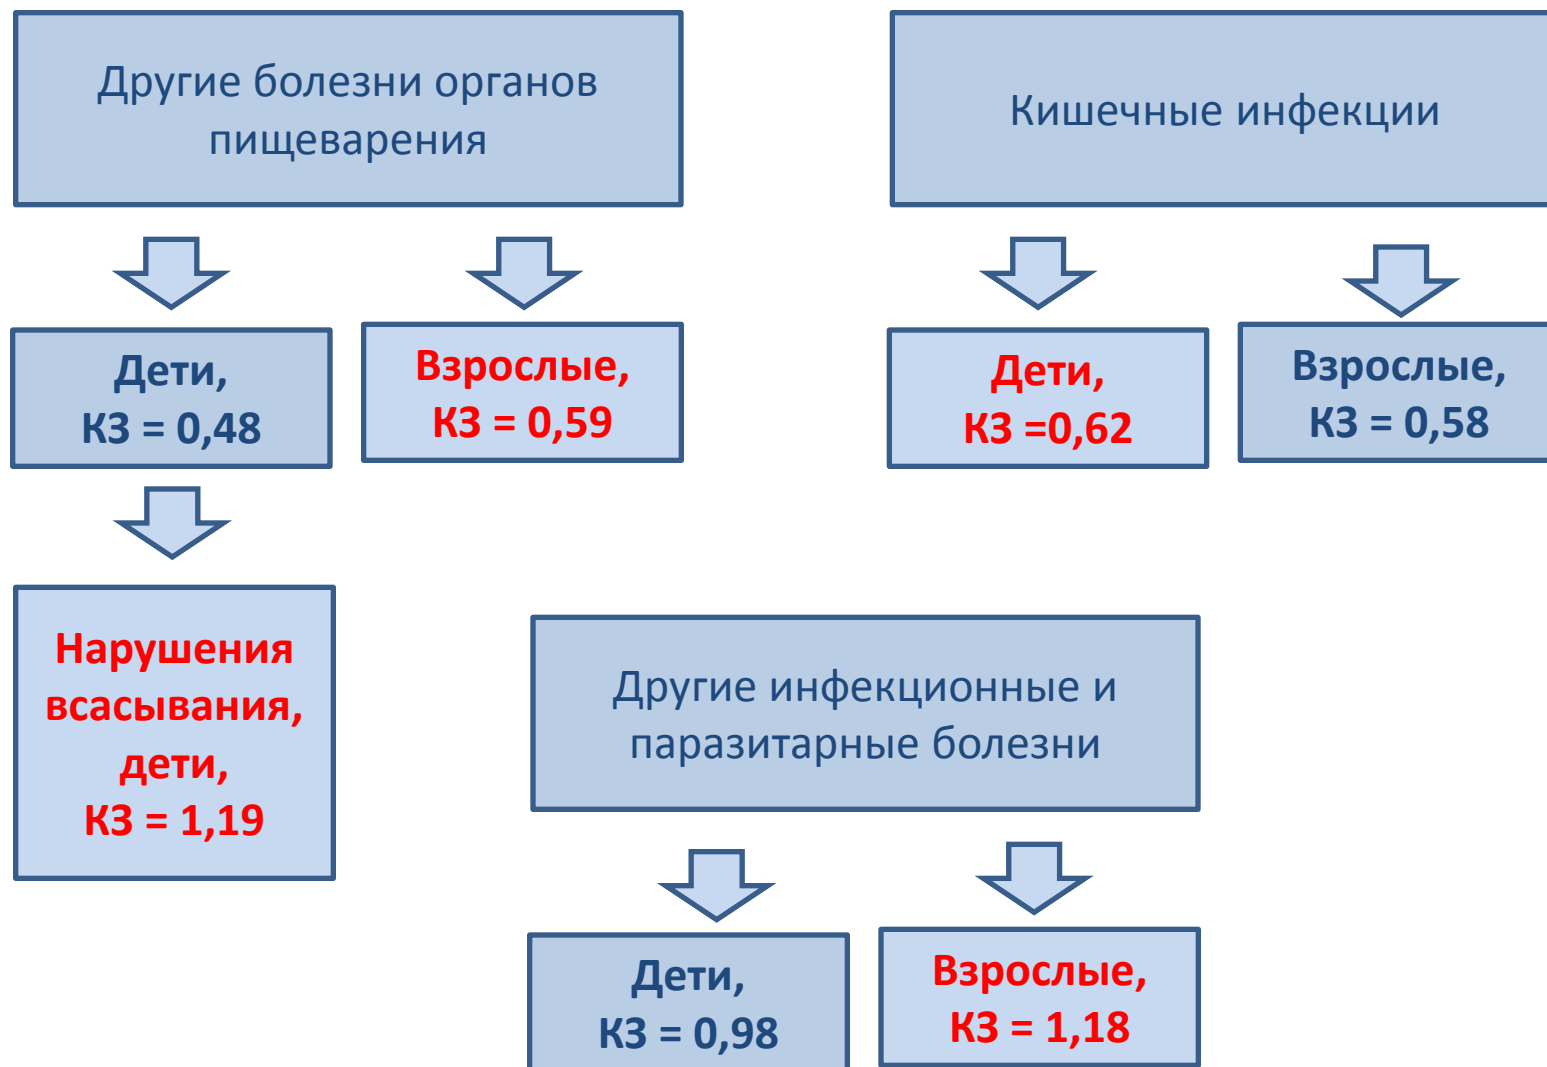 Другие болезни органов
пищеварения
Кишечные инфекции
Дети,
КЗ = 0,48
Взрослые,
КЗ = 0,59
Дети,
КЗ =0,62
Взрослые,
КЗ = 0,58
Нарушения
всасывания,
дети,
КЗ = 1,19
Другие инфекционные и
паразитарные болезни
Дети,
КЗ = 0,98
Взрослые,
КЗ = 1,18